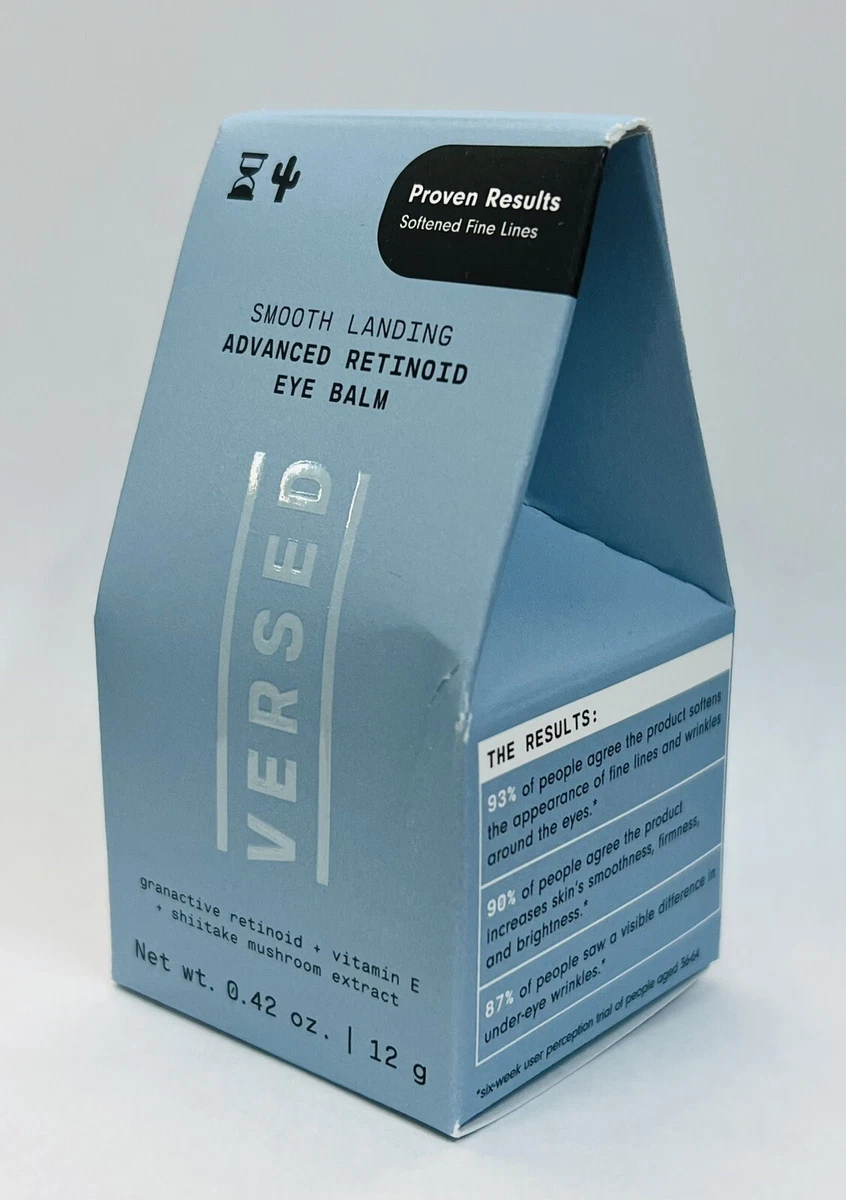 Proven Results
Softened Fine Lines
SMOOTH LANDING
ADVANCED RETINOID
EYE BALM
VERSED
granactive retinoid + vitamin E
+ shiitake mushroom extract
Net wt. 0.42 oz. | 12 g
THE RESULTS:
93% of people agree the product softens
the appearance of fine lines and wrinkles
around the eyes.*
90% of people agree the product
increases skin's smoothness, firmness,
and brightness.*
87% of people saw a visible difference in
under-eye wrinkles.*
*six-week user perception trial of people aged 36-64